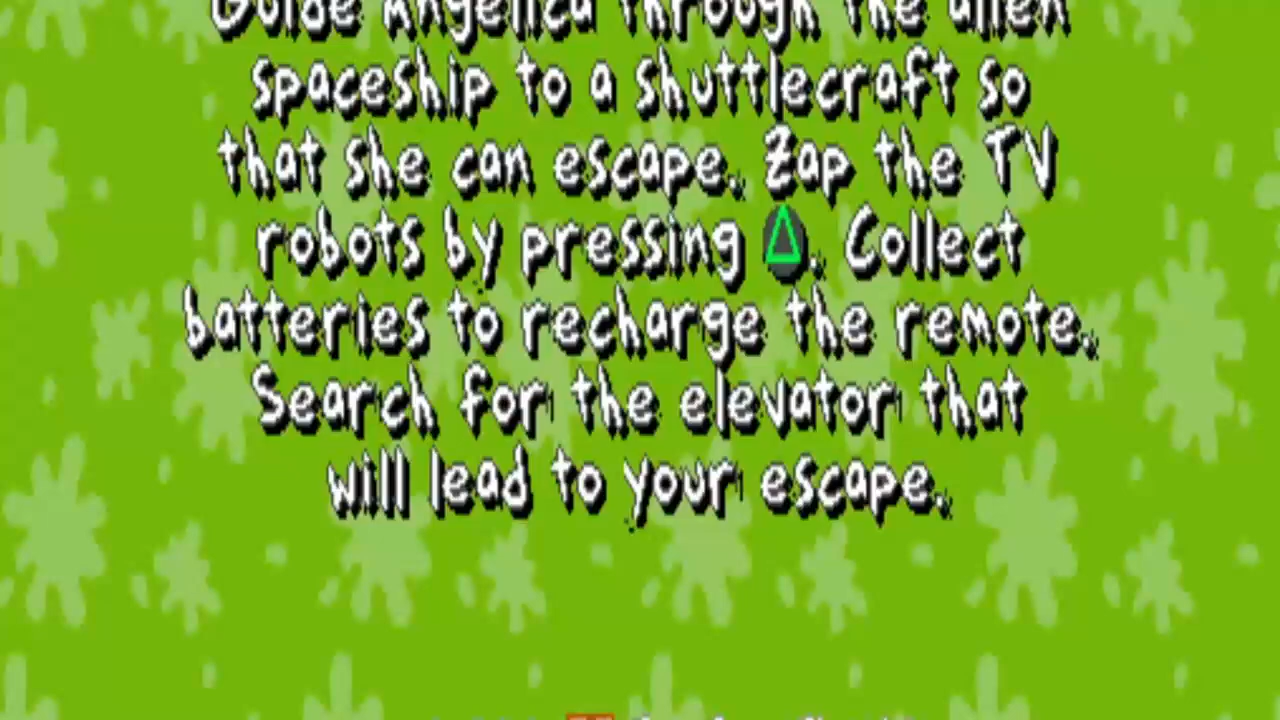 Guide Angelica through the alien
spaceship to a shuttlecraft so
that she can escape. Zap the TV
robots by pressing △. Collect
batteries to recharge the remote.
Search for the elevator that
will lead to your escape.